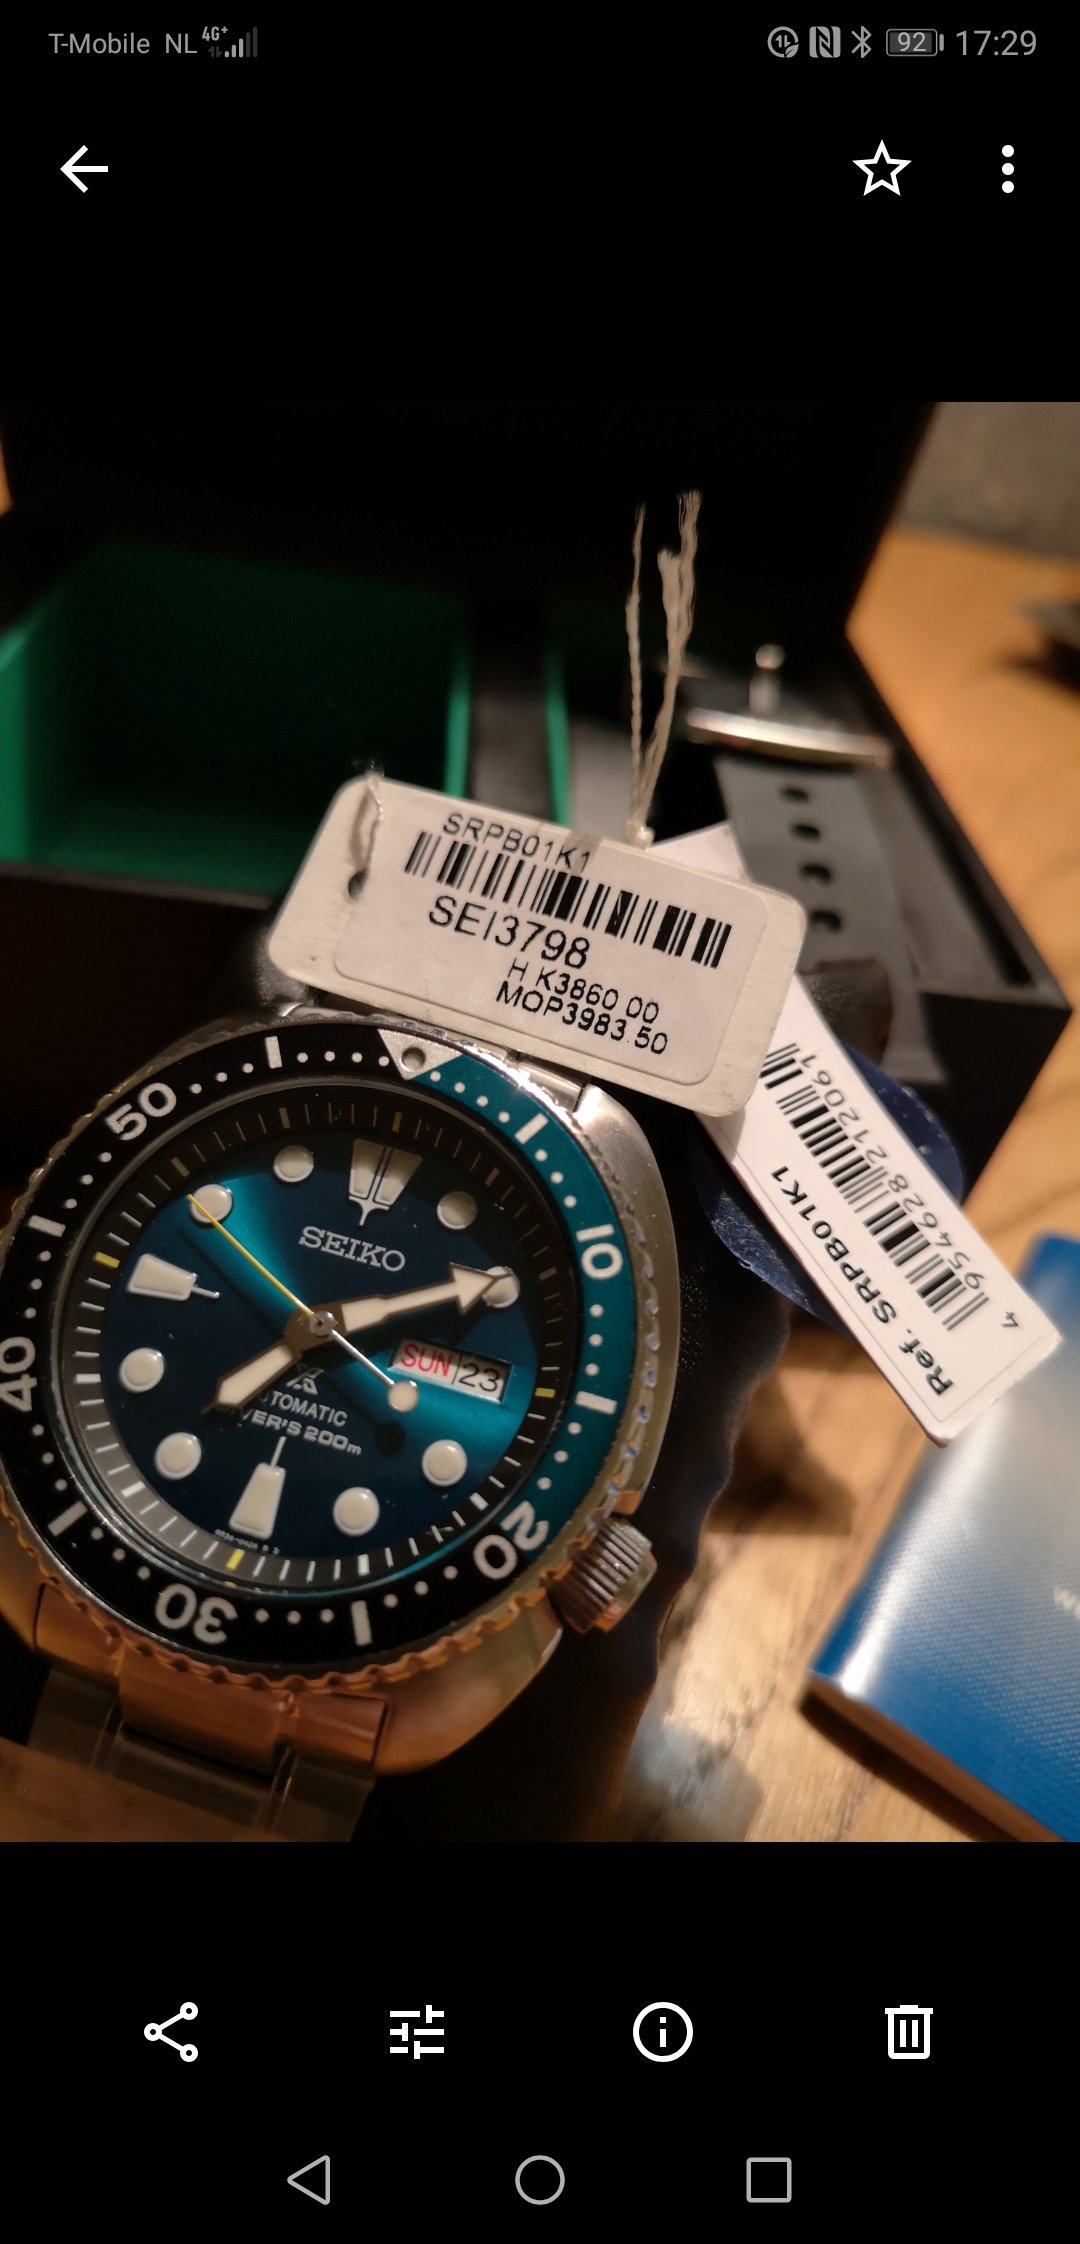 T-Mobile NL 4G+ 92 17:29
SRPB01K1
SEI3798
H K3860 00
MOP3983.50
Ref. SRPB01K1
4 954628 212061
50
10
40
20
30
SEIKO
SUN 23
AUTOMATIC
DIVER'S 200m